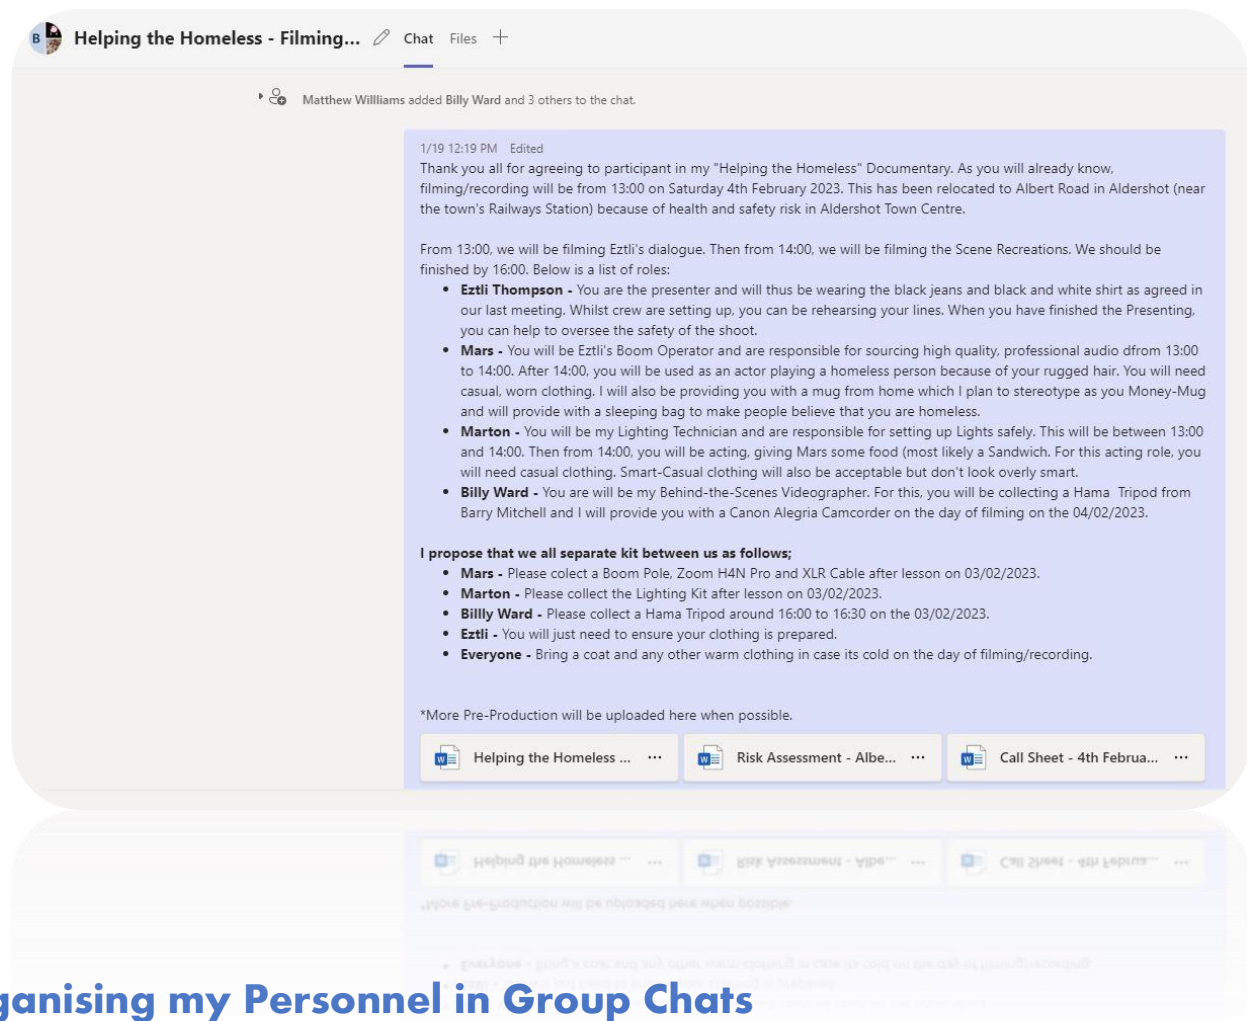 B Helping the Homeless - Filming... Chat Files
Matthew Willliams added Billy Ward and 3 others to the chat.
1/19 12:19 PM Edited
Thank you all for agreeing to participant in my "Helping the Homeless" Documentary. As you will already know,
filming/recording will be from 13:00 on Saturday 4th February 2023. This has been relocated to Albert Road in Aldershot (near
the town's Railways Station) because of health and safety risk in Aldershot Town Centre.
From 13:00, we will be filming Eztli's dialogue. Then from 14:00, we will be filming the Scene Recreations. We should be
finished by 16:00. Below is a list of roles:
• Eztli Thompson - You are the presenter and will thus be wearing the black jeans and black and white shirt as agreed in
our last meeting. Whilst crew are setting up, you can be rehearsing your lines. When you have finished the Presenting,
you can help to oversee the safety of the shoot.
• Mars - You will be Eztli's Boom Operator and are responsible for sourcing high quality, professional audio dfrom 13:00
to 14:00. After 14:00, you will be used as an actor playing a homeless person because of your rugged hair. You will need
casual, worn clothing. I will also be providing you with a mug from home which I plan to stereotype as you Money-Mug
and will provide with a sleeping bag to make people believe that you are homeless.
• Marton - You will be my Lighting Technician and are responsible for setting up Lights safely. This will be between 13:00
and 14:00. Then from 14:00, you will be acting, giving Mars some food (most likely a Sandwich. For this acting role, you
will need casual clothing. Smart-Casual clothing will also be acceptable but don't look overly smart.
• Billy Ward - You are will be my Behind-the-Scenes Videographer. For this, you will be collecting a Hama Tripod from
Barry Mitchell and I will provide you with a Canon Alegria Camcorder on the day of filming on the 04/02/2023.
I propose that we all separate kit between us as follows;
• Mars - Please colect a Boom Pole, Zoom H4N Pro and XLR Cable after lesson on 03/02/2023.
• Marton - Please collect the Lighting Kit after lesson on 03/02/2023.
• Billly Ward - Please collect a Hama Tripod around 16:00 to 16:30 on the 03/02/2023.
• Eztli - You will just need to ensure your clothing is prepared.
• Everyone - Bring a coat and any other warm clothing in case its cold on the day of filming/recording.
*More Pre-Production will be uploaded here when possible.
Helping the Homeless ... ··· Risk Assessment - Albe... ··· Call Sheet - 4th Februa... ···
ganising my Personnel in Group Chats